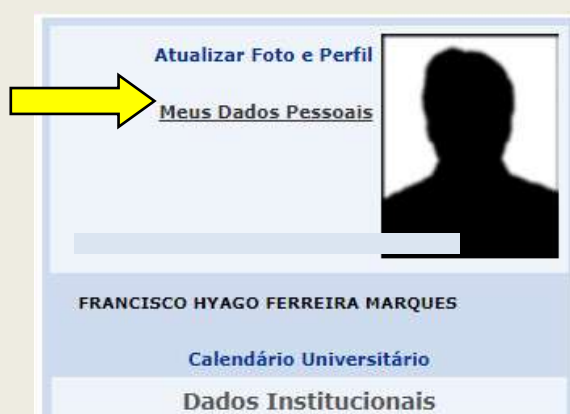 Atualizar Foto e Perfil
Meus Dados Pessoais
FRANCISCO HYAGO FERREIRA MARQUES
Calendário Universitário
Dados Institucionais